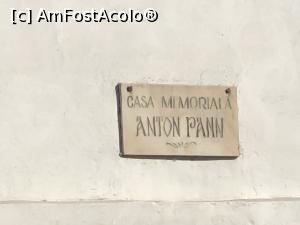 [c] AmFostAcolo®
CASA MEMORIALĂ
ANTON PANN